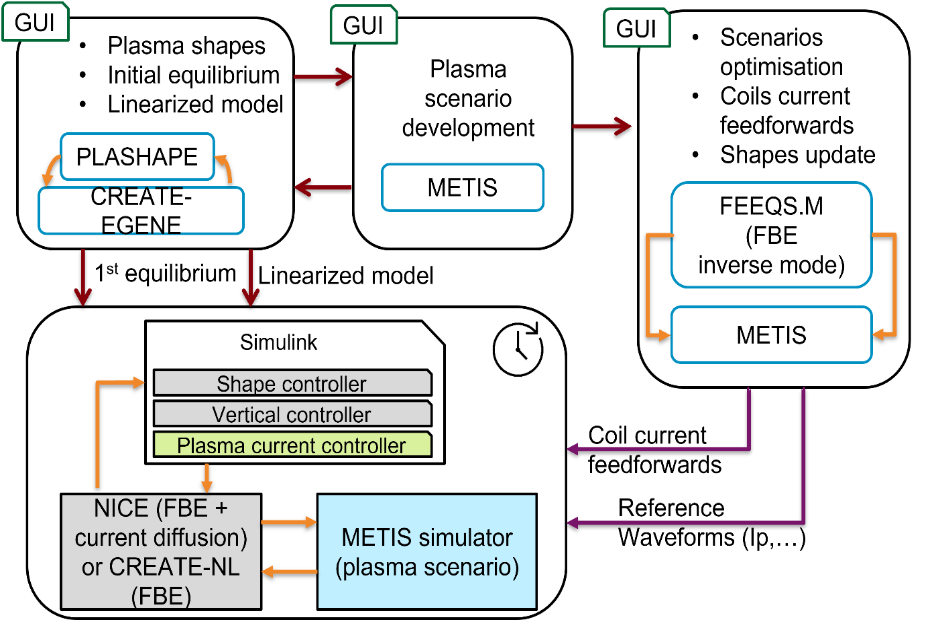 GUI
• Plasma shapes
• Initial equilibrium
• Linearized model
PLASHAPE
CREATE-
EGENE
GUI
Plasma
scenario
development
METIS
GUI
• Scenarios
optimisation
• Coils current
feedforwards
• Shapes update
FEEQS.M
(FBE
inverse mode)
METIS
1st equilibrium
Linearized model
Simulink
Shape controller
Vertical controller
Plasma current controller
NICE (FBE +
current diffusion)
or CREATE-NL
(FBE)
METIS simulator
(plasma scenario)
Coil current
feedforwards
Reference
Waveforms (Ip,…)